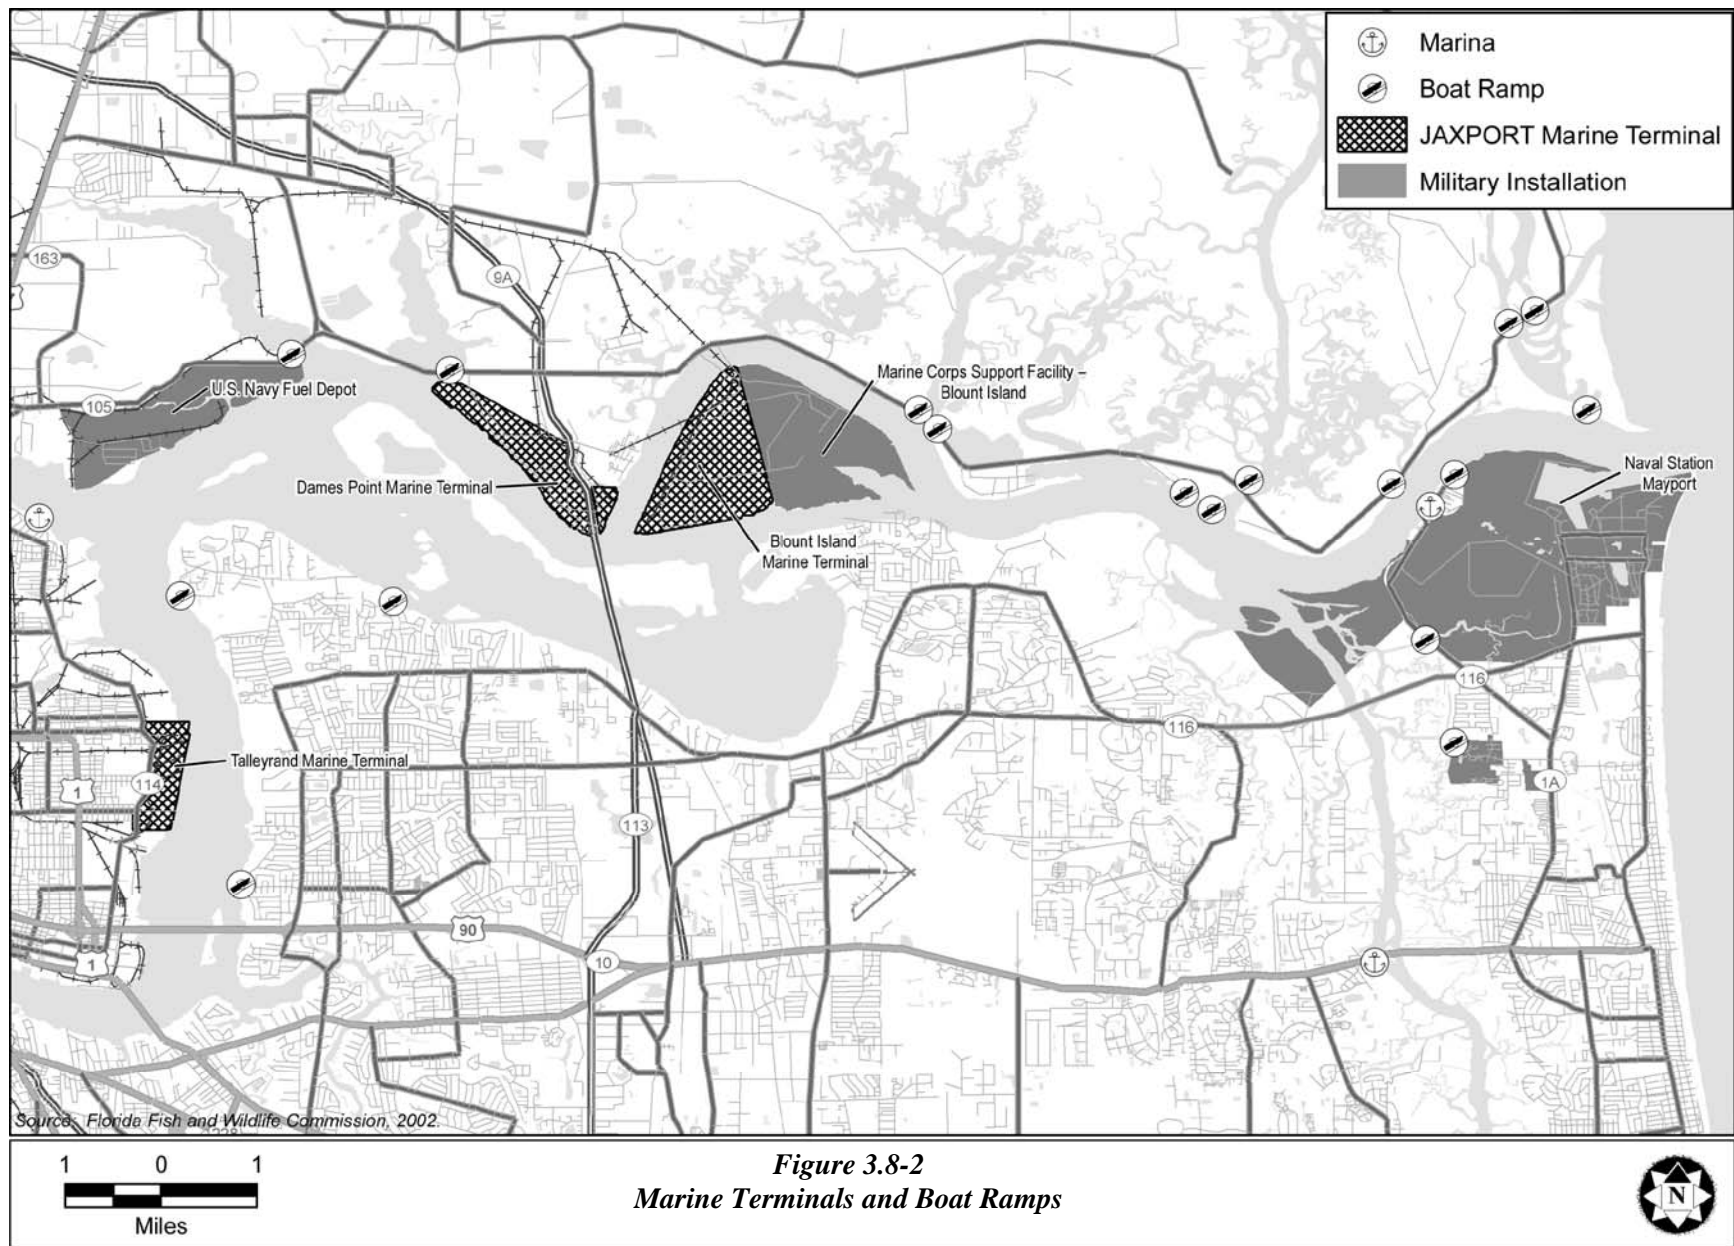 Marina
Boat Ramp
JAXPORT Marine Terminal
Military Installation
163
9A
105
U.S. Navy Fuel Depot
Marine Corps Support Facility –
Blount Island
Dames Point Marine Terminal
Naval Station
Mayport
Blount Island
Marine Terminal
116
116
Talleyrand Marine Terminal
114
1
1A
113
90
10
1
Source: Florida Fish and Wildlife Commission, 2002.
1 0 1
Miles
Figure 3.8-2
Marine Terminals and Boat Ramps
N